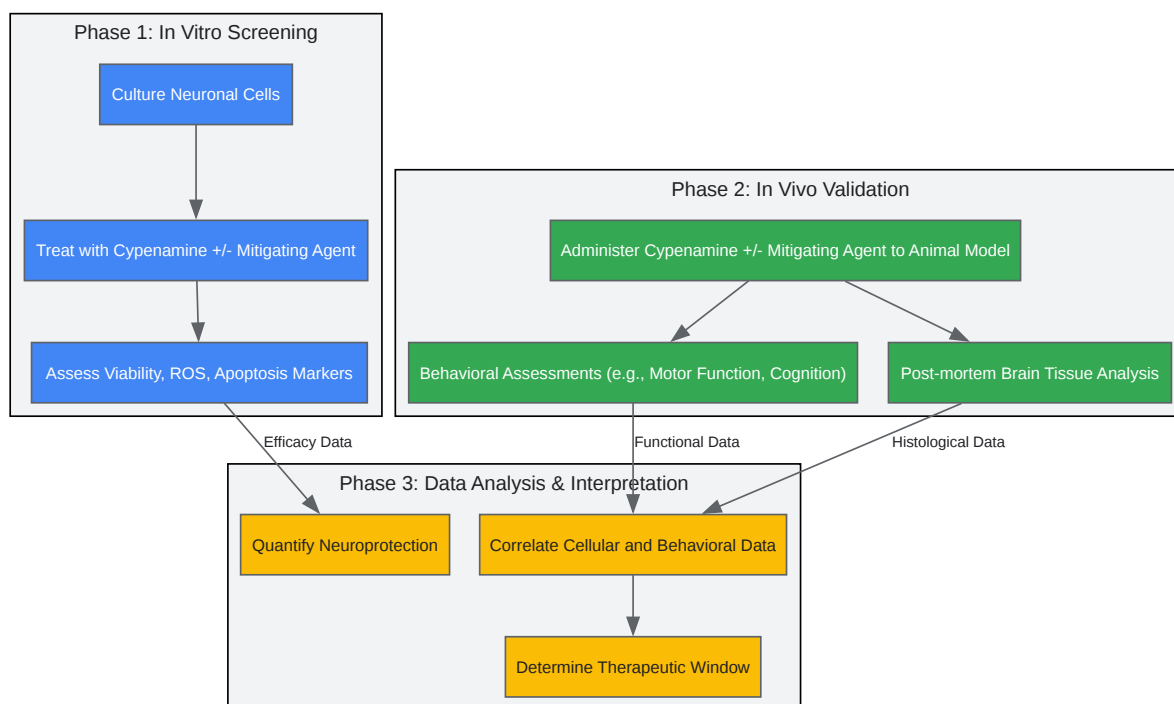 Phase 1: In Vitro Screening
Culture Neuronal Cells
Treat with Cypenamine +/- Mitigating Agent
Assess Viability, ROS, Apoptosis Markers
Phase 2: In Vivo Validation
Administer Cypenamine +/- Mitigating Agent to Animal Model
Behavioral Assessments (e.g., Motor Function, Cognition)
Post-mortem Brain Tissue Analysis
Efficacy Data
Functional Data
Histological Data
Phase 3: Data Analysis & Interpretation
Quantify Neuroprotection
Correlate Cellular and Behavioral Data
Determine Therapeutic Window